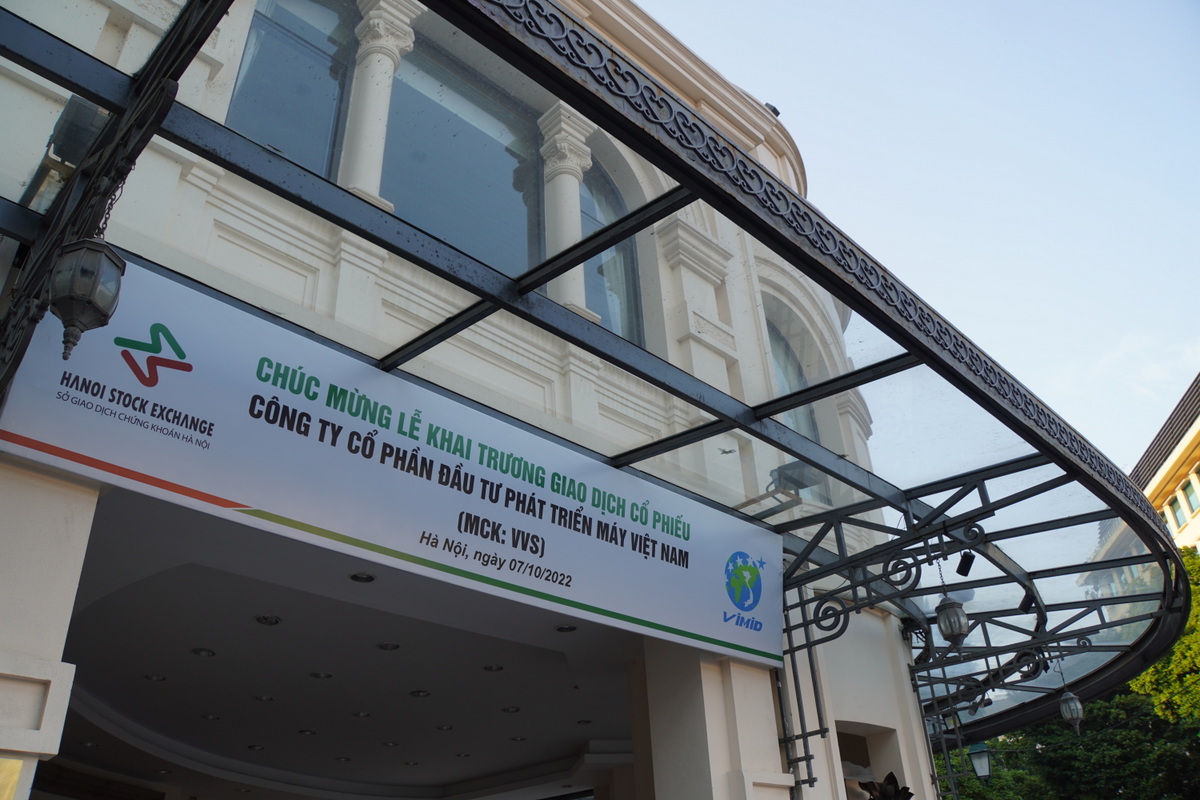 HANOI STOCK EXCHANGE
SỞ GIAO DỊCH CHỨNG KHOÁN HÀ NỘI
CHÚC MỪNG LỄ KHAI TRƯƠNG GIAO DỊCH CỔ PHIẾU
CÔNG TY CỔ PHẦN ĐẦU TƯ PHÁT TRIỂN MÁY VIỆT NAM
(MCK: VVS)
Hà Nội, ngày 07/10/2022
ViMiD